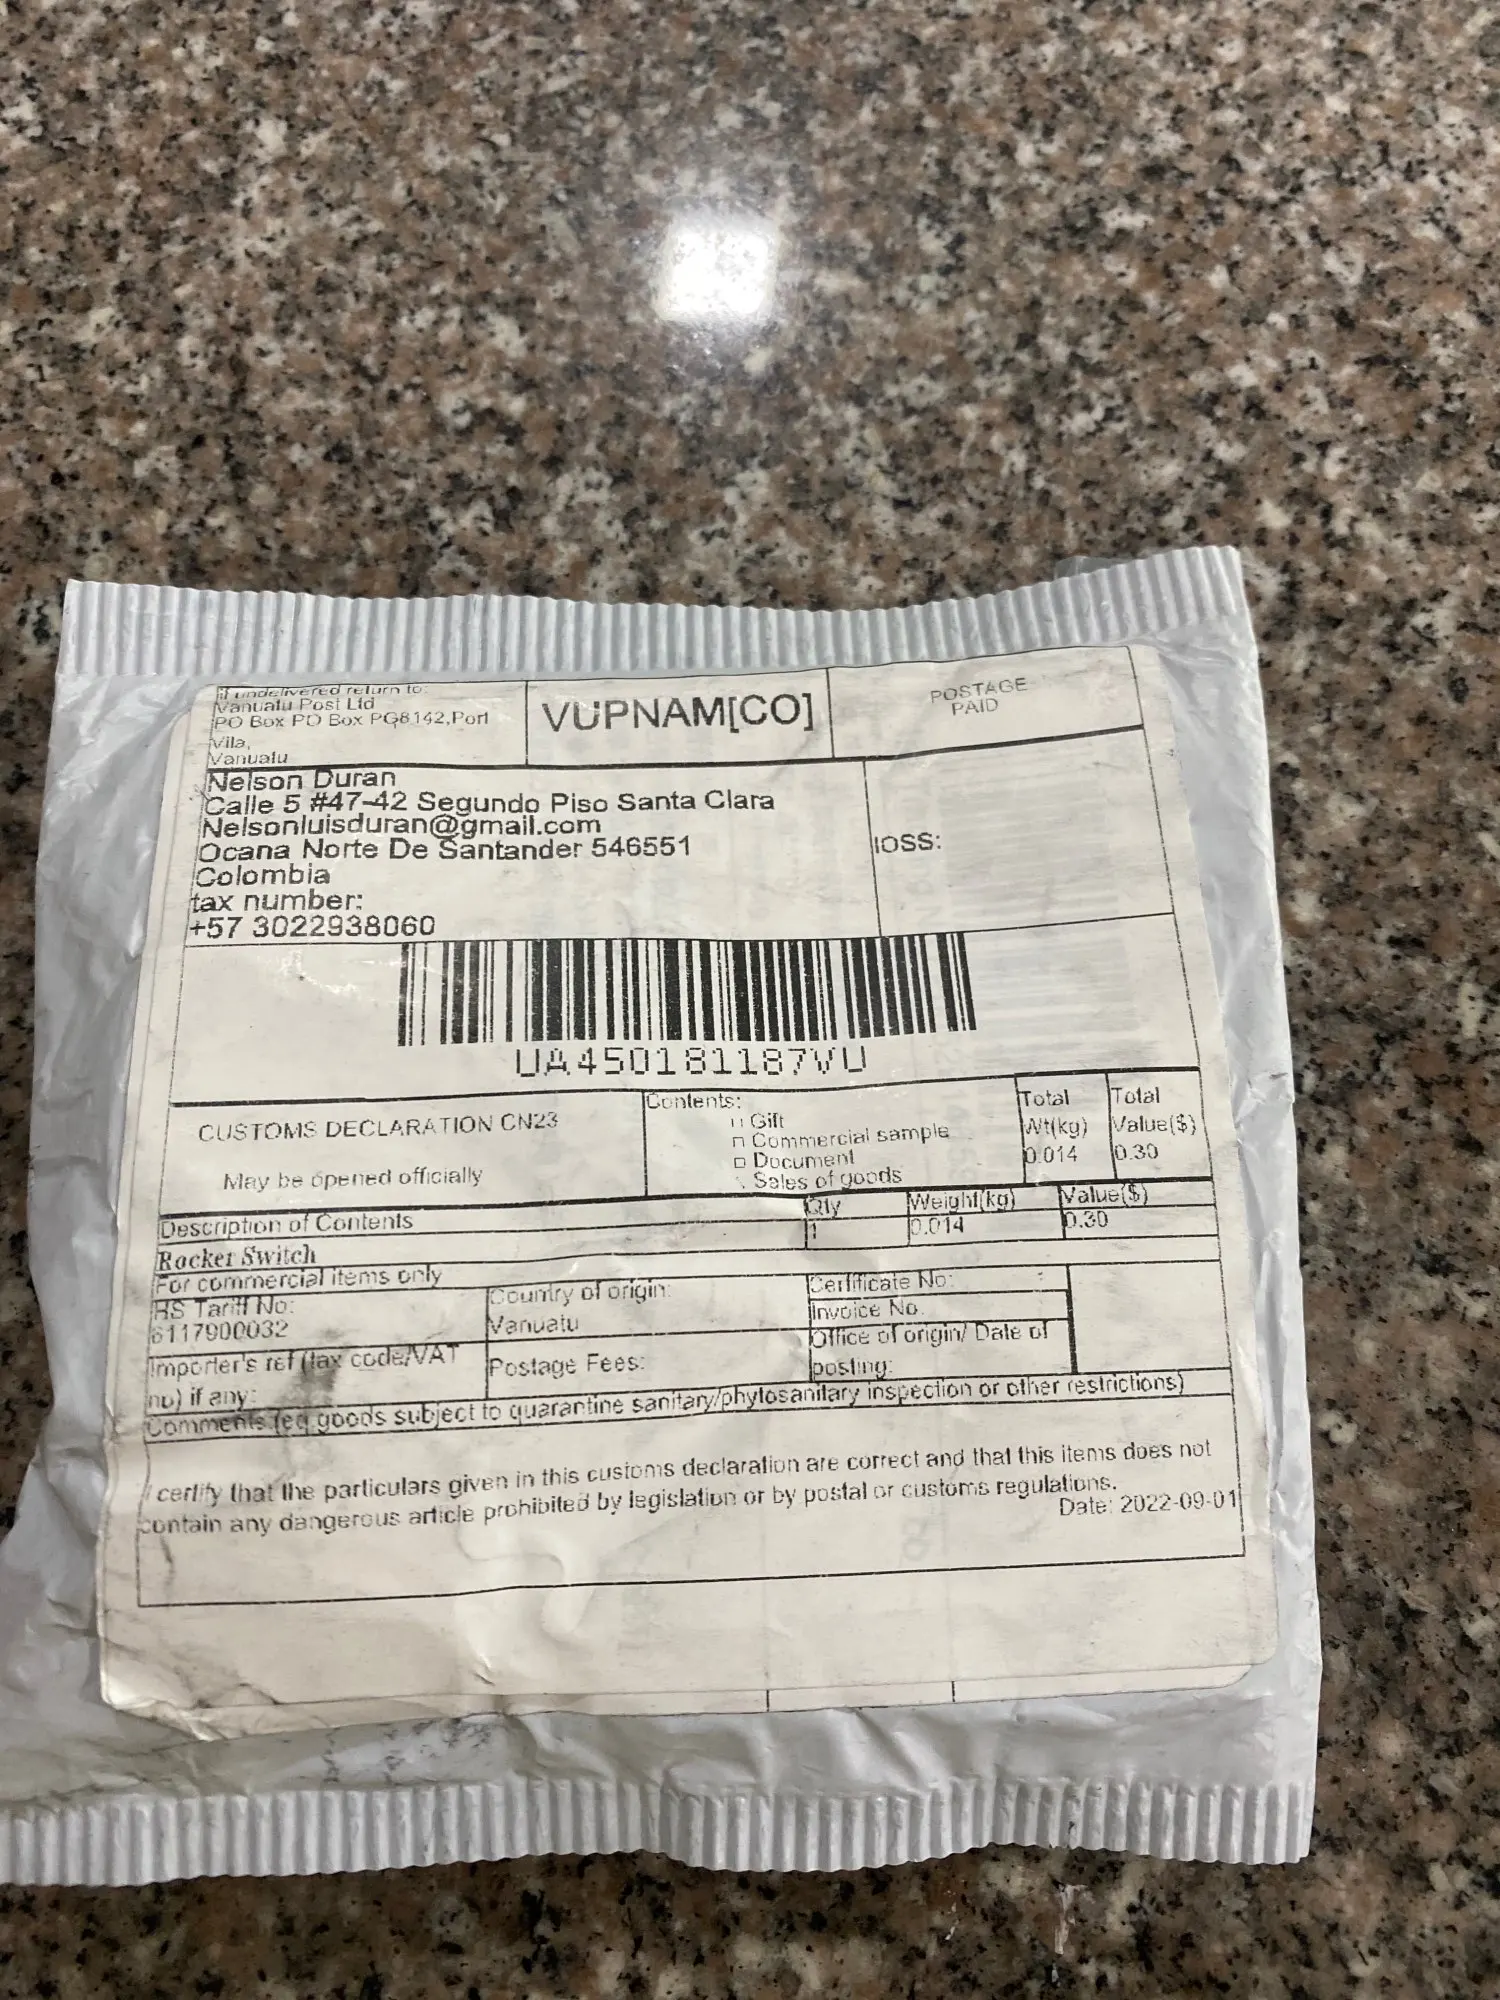 If undelivered return to:
Vanuatu Post Ltd
PO Box PO Box PG8142,Port
Vila,
Vanuatu
VUPNAM[CO]
POSTAGE
PAID
Nelson Duran
Calle 5 #47-42 Segundo Piso Santa Clara
Nelsonluisduran@gmail.com
Ocana Norte De Santander 546551
Colombia
tax number:
+57 3022938060
IOSS:
UA450181187VU
CUSTOMS DECLARATION CN23
May be opened officially
Contents:
Gift
Commercial sample
Document
Sales of goods
Total
Wt(kg)
0.014
Total
Value($)
0.30
Description of Contents
Qty
Weight(kg)
Value($)
Rocker Switch
1
0.014
0.30
For commercial items only
HS Tariff No:
6117900032
Country of origin:
Vanuatu
Certificate No:
Invoice No.
Office of origin/ Date of
posting:
Importer's ref (tax code/VAT
no) if any:
Postage Fees:
Comments (eg goods subject to quarantine sanitary/phytosanitary inspection or other restrictions)
I certify that the particulars given in this customs declaration are correct and that this items does not
contain any dangerous article prohibited by legislation or by postal or customs regulations.
Date: 2022-09-01